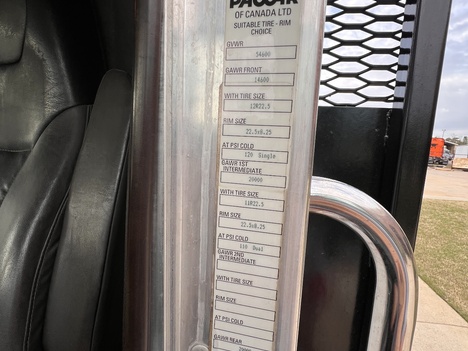 PACCAR
OF CANADA LTD
SUITABLE TIRE - RIM
CHOICE
GVWR
54600
GAWR FRONT
14600
WITH TIRE SIZE
12R22.5
RIM SIZE
22.5x8.25
AT PSI COLD
120 Single
GAWR 1ST
INTERMEDIATE
20000
WITH TIRE SIZE
11R22.5
RIM SIZE
22.5x8.25
AT PSI COLD
110 Dual
GAWR 2ND
INTERMEDIATE
WITH TIRE SIZE
RIM SIZE
AT PSI COLD
GAWR REAR
20000